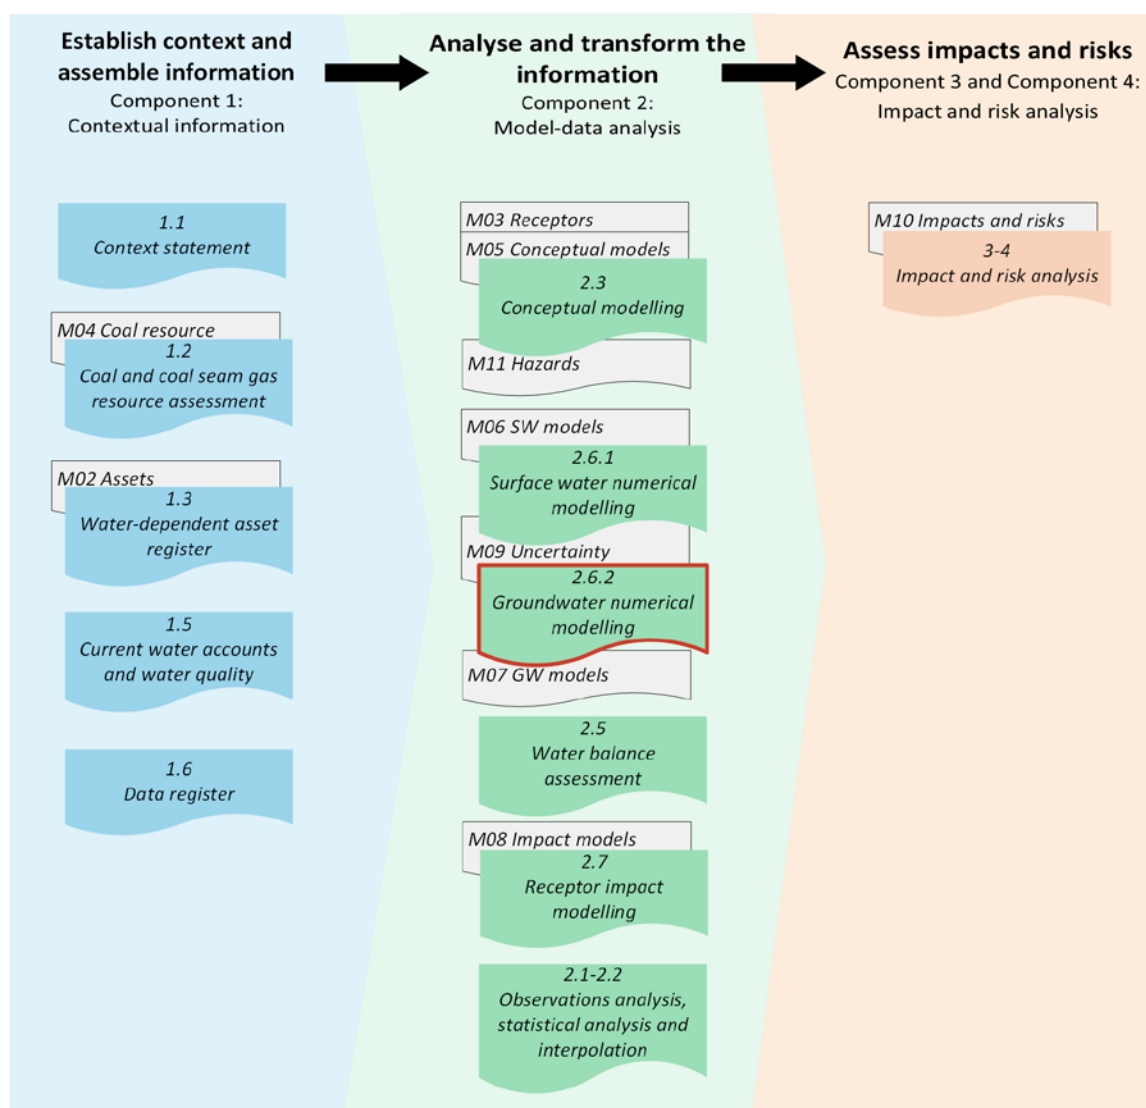 Establish context and
assemble information
Component 1:
Contextual information
1.1
Context statement
M04 Coal resource
1.2
Coal and coal seam gas
resource assessment
M02 Assets
1.3
Water-dependent asset
register
1.5
Current water accounts
and water quality
1.6
Data register
Analyse and transform the
information
Component 2:
Model-data analysis
M03 Receptors
M05 Conceptual models
2.3
Conceptual modelling
M11 Hazards
M06 SW models
2.6.1
Surface water numerical
modelling
M09 Uncertainty
2.6.2
Groundwater numerical
modelling
M07 GW models
2.5
Water balance
assessment
M08 Impact models
2.7
Receptor impact
modelling
2.1-2.2
Observations analysis,
statistical analysis and
interpolation
Assess impacts and risks
Component 3 and Component 4:
Impact and risk analysis
M10 Impacts and risks
3-4
Impact and risk analysis